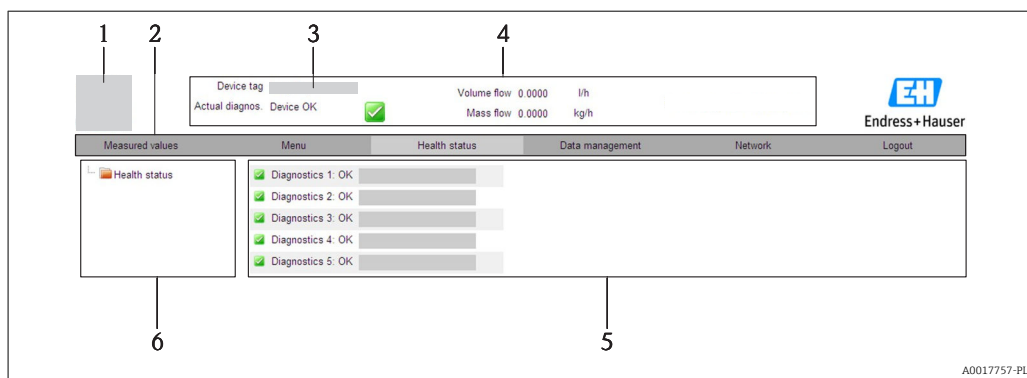 1 2 3 4
Device tag
Volume flow 0.0000 l/h
Actual diagnos. Device OK
Mass flow 0.0000 kg/h
EH
Endress+Hauser
Measured values Menu Health status Data management Network Logout
Health status
Diagnostics 1: OK
Diagnostics 2: OK
Diagnostics 3: OK
Diagnostics 4: OK
Diagnostics 5: OK
6 5
A0017757-PL